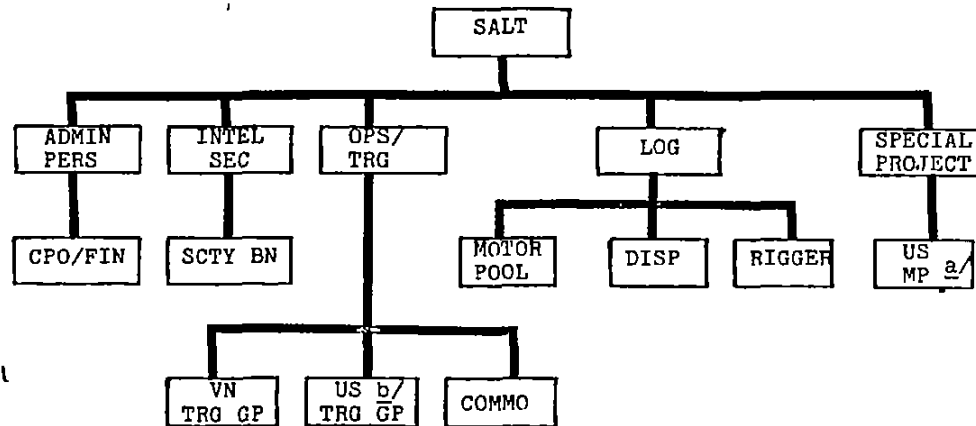 SALT
ADMIN
PERS
INTEL
SEC
OPS/
TRG
LOG
SPECIAL
PROJECT
CPO/FIN
SCTY BN
MOTOR
POOL
DISP
RIGGER
US
MP a/
VN
TRG GP
US b/
TRG GP
COMMO